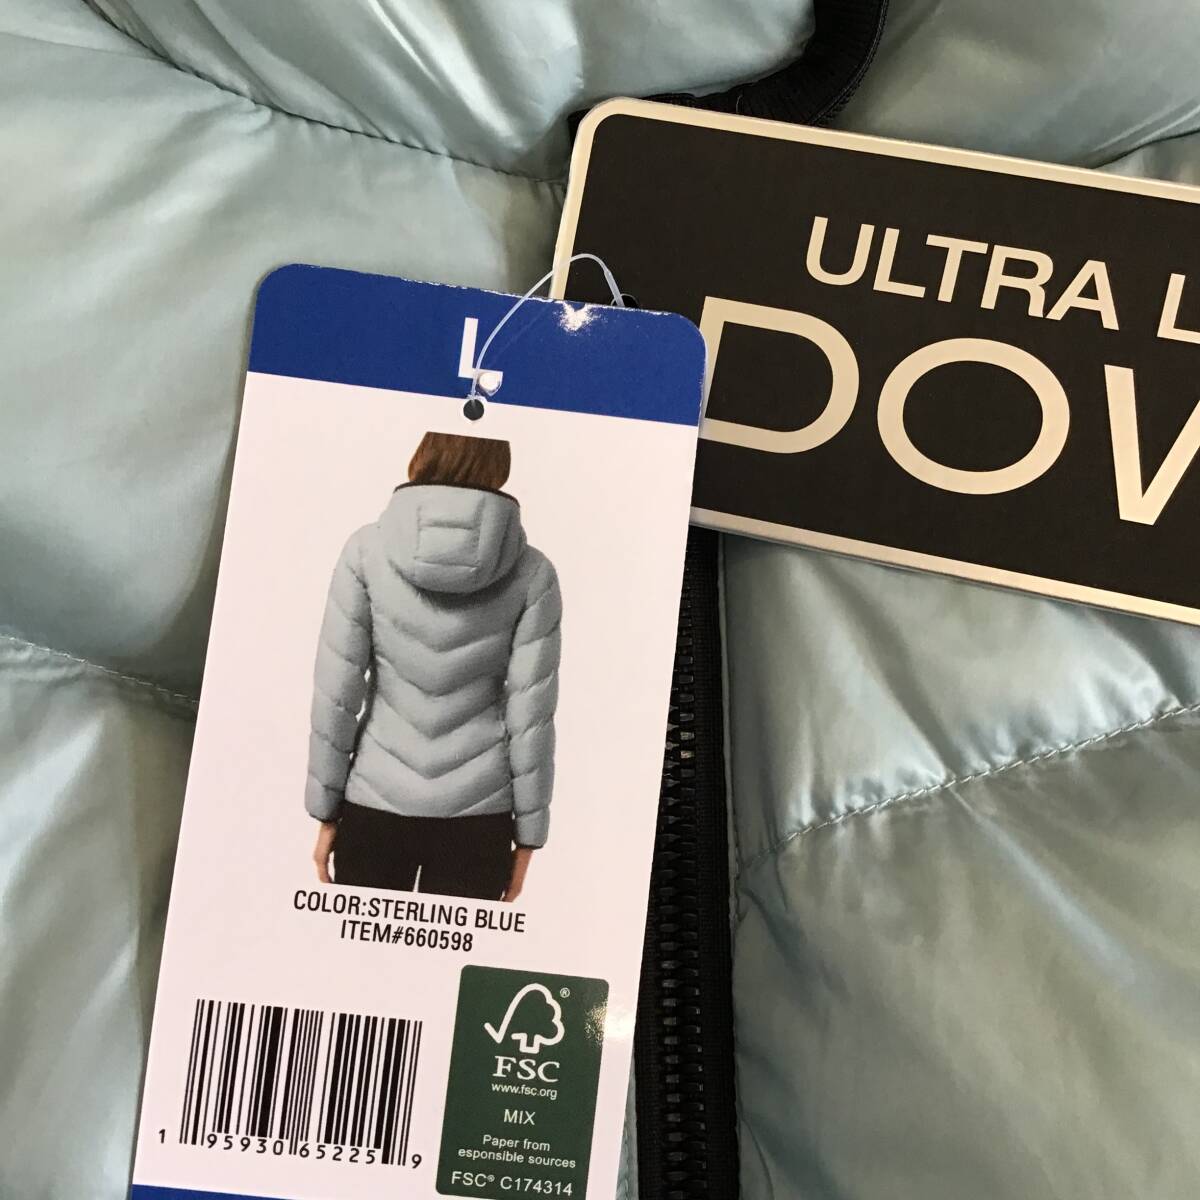 ULTRA L
DOW
L
COLOR:STERLING BLUE
ITEM#660598
1 95930 65225 9
®
FSC
www.fsc.org
MIX
Paper from
esponsible sources
FSC® C174314